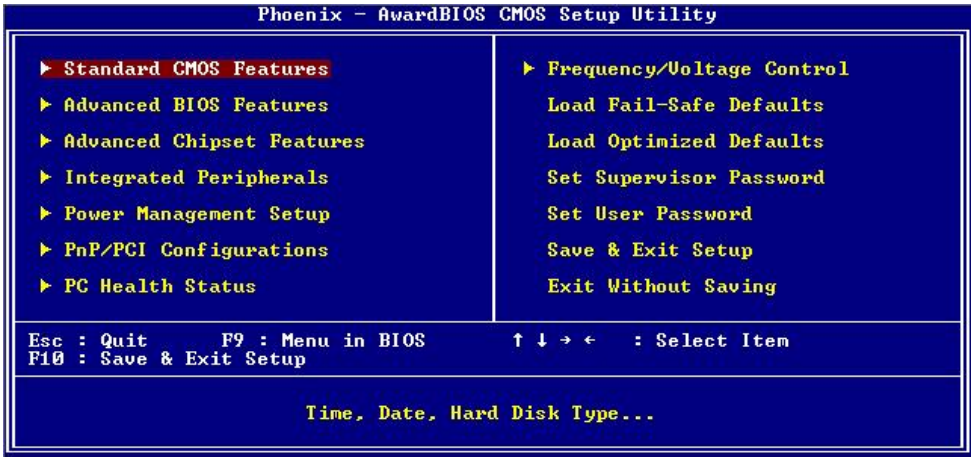 Phoenix - AwardBIOS CMOS Setup Utility
Standard CMOS Features
Advanced BIOS Features
Advanced Chipset Features
Integrated Peripherals
Power Management Setup
PnP/PCI Configurations
PC Health Status
Frequency/Voltage Control
Load Fail-Safe Defaults
Load Optimized Defaults
Set Supervisor Password
Set User Password
Save & Exit Setup
Exit Without Saving
Esc : Quit F9 : Menu in BIOS ↑ ↓ → ← : Select Item
F10 : Save & Exit Setup
Time, Date, Hard Disk Type...